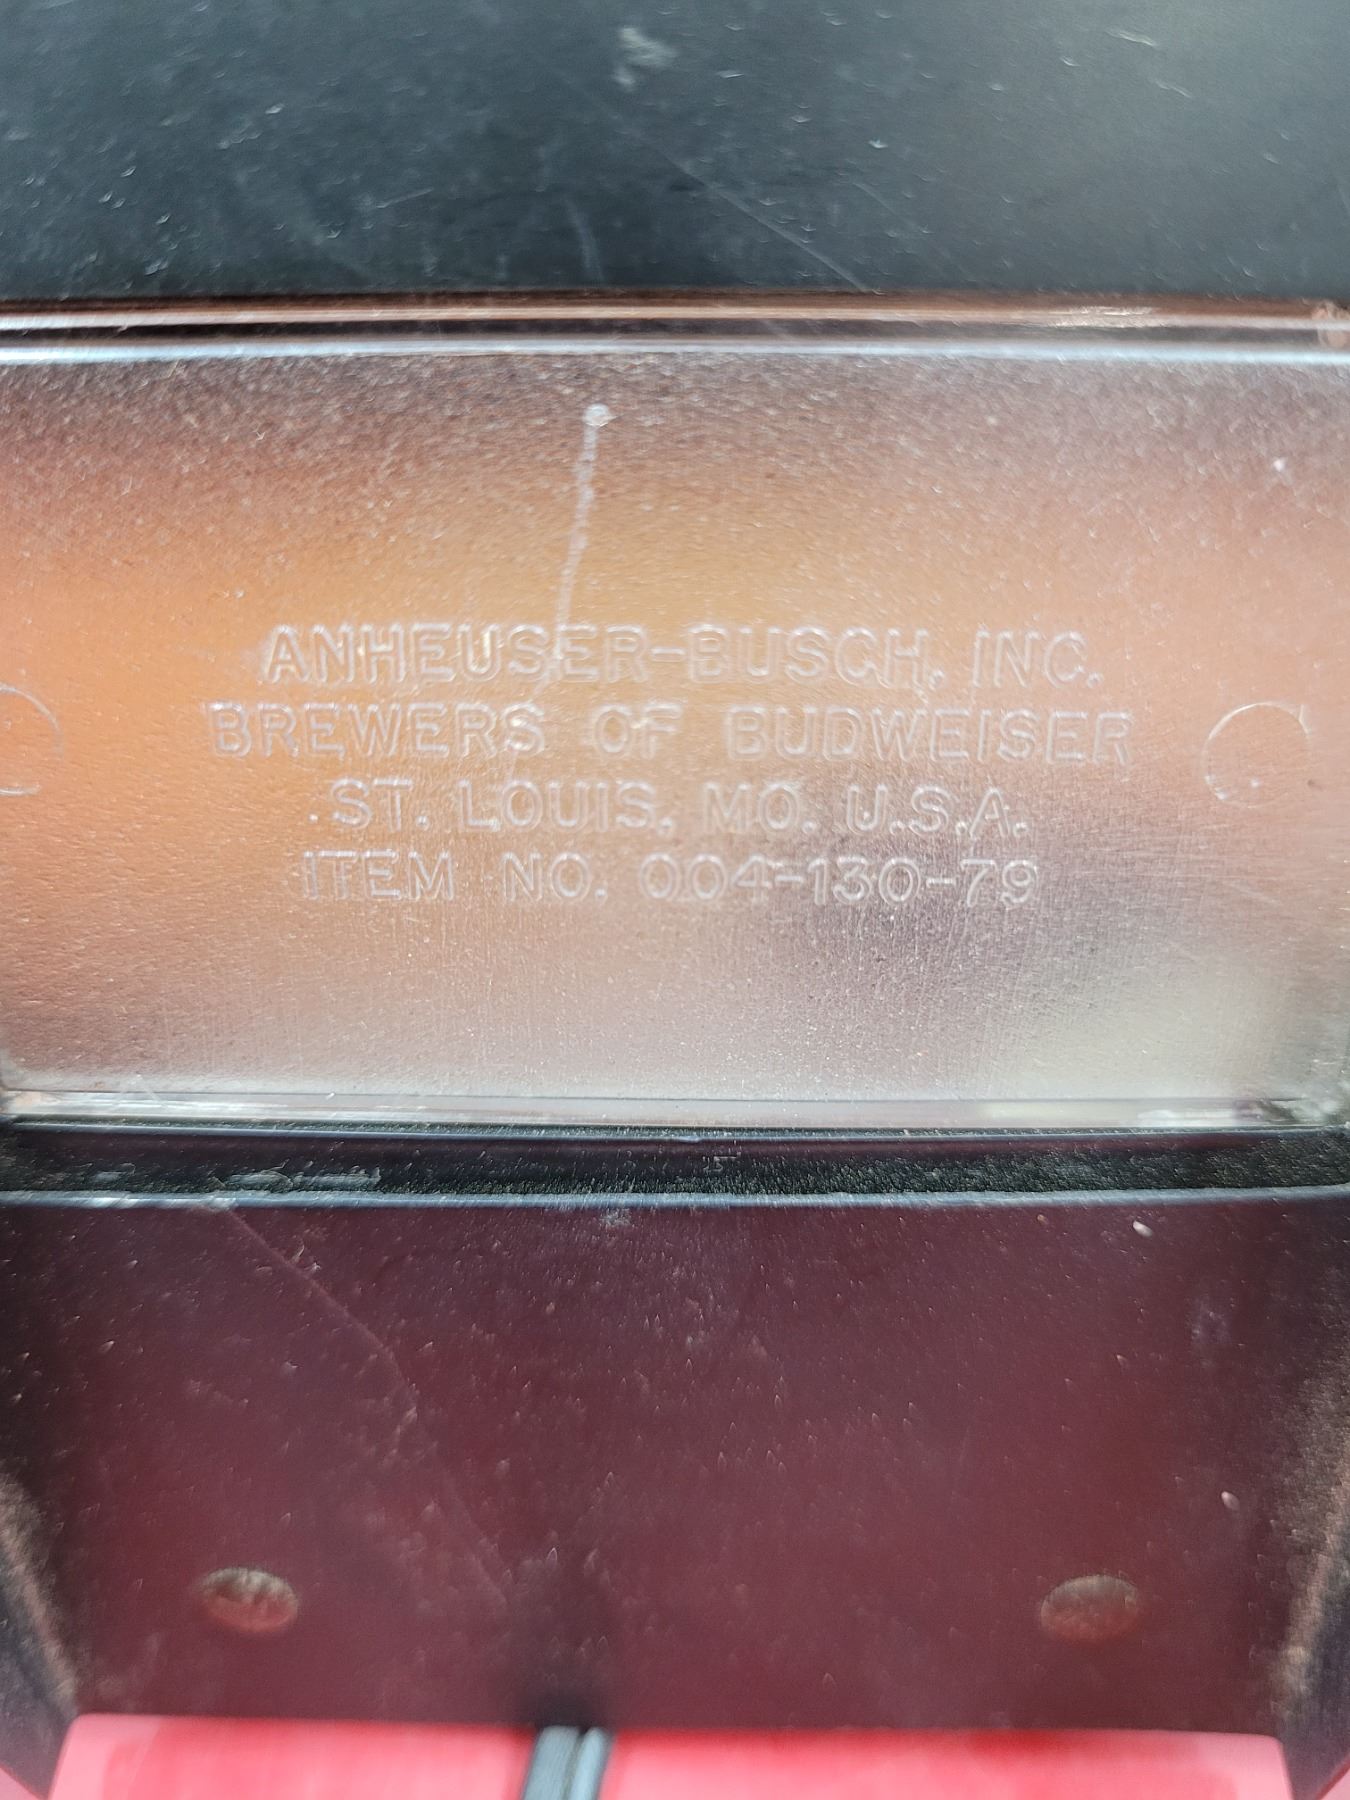 ANHEUSER-BUSCH, INC.
BREWERS OF BUDWEISER
ST. LOUIS, MO. U.S.A.
ITEM NO. 004-130-79